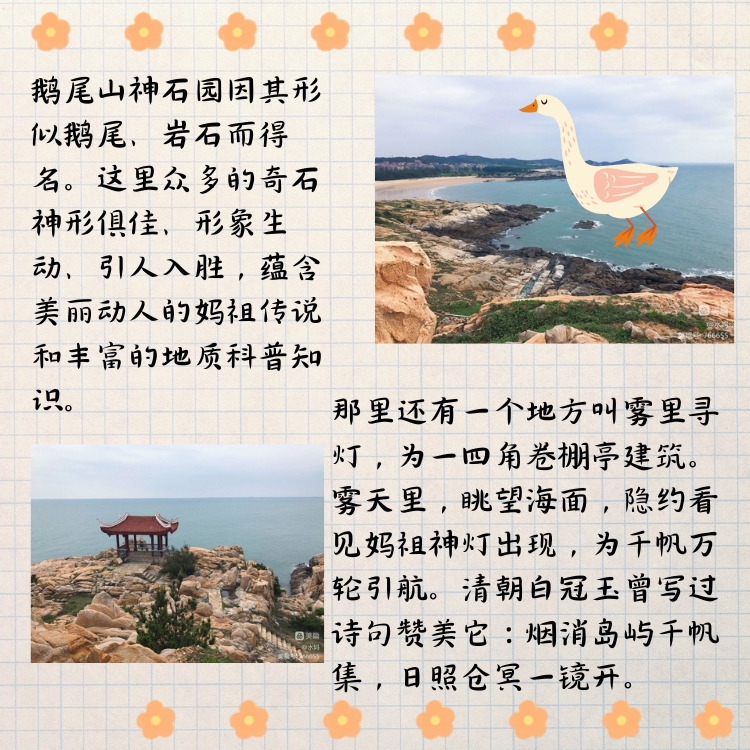 鹅尾山神石园因其形
似鹅尾、岩石而得
名。这里众多的奇石
神形俱佳、形象生
动、引人入胜，蕴含
美丽动人的妈祖传说
和丰富的地质科普知
识。
那里还有一个地方叫雾里寻
灯，为一四角卷棚亭建筑。
雾天里，眺望海面，隐约看
见妈祖神灯出现，为千帆万
轮引航。清朝白冠玉曾写过
诗句赞美它：烟消岛屿千帆
集，日照仓冥一镜开。
美篇
@水妈